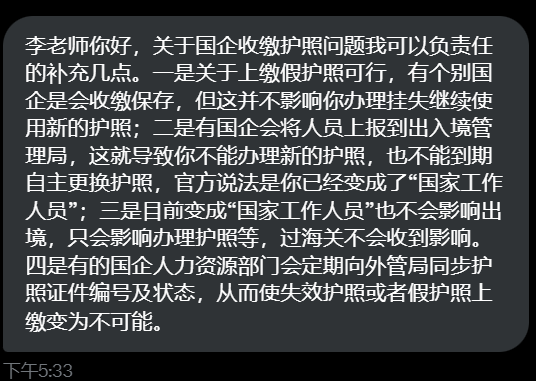 李老师你好，关于国企收缴护照问题我可以负责任
的补充几点。一是关于上缴假护照可行，有个别国
企是会收缴保存，但这并不影响你办理挂失继续使
用新的护照；二是有国企会将人员上报到出入境管
理局，这就导致你不能办理新的护照，也不能到期
自主更换护照，官方说法是你已经变成了“国家工作
人员”；三是目前变成“国家工作人员”也不会影响出
境，只会影响办理护照等，过海关不会收到影响。
四是有的国企人力资源部门会定期向外管局同步护
照证件编号及状态，从而使失效护照或者假护照上
缴变为不可能。
下午5:33